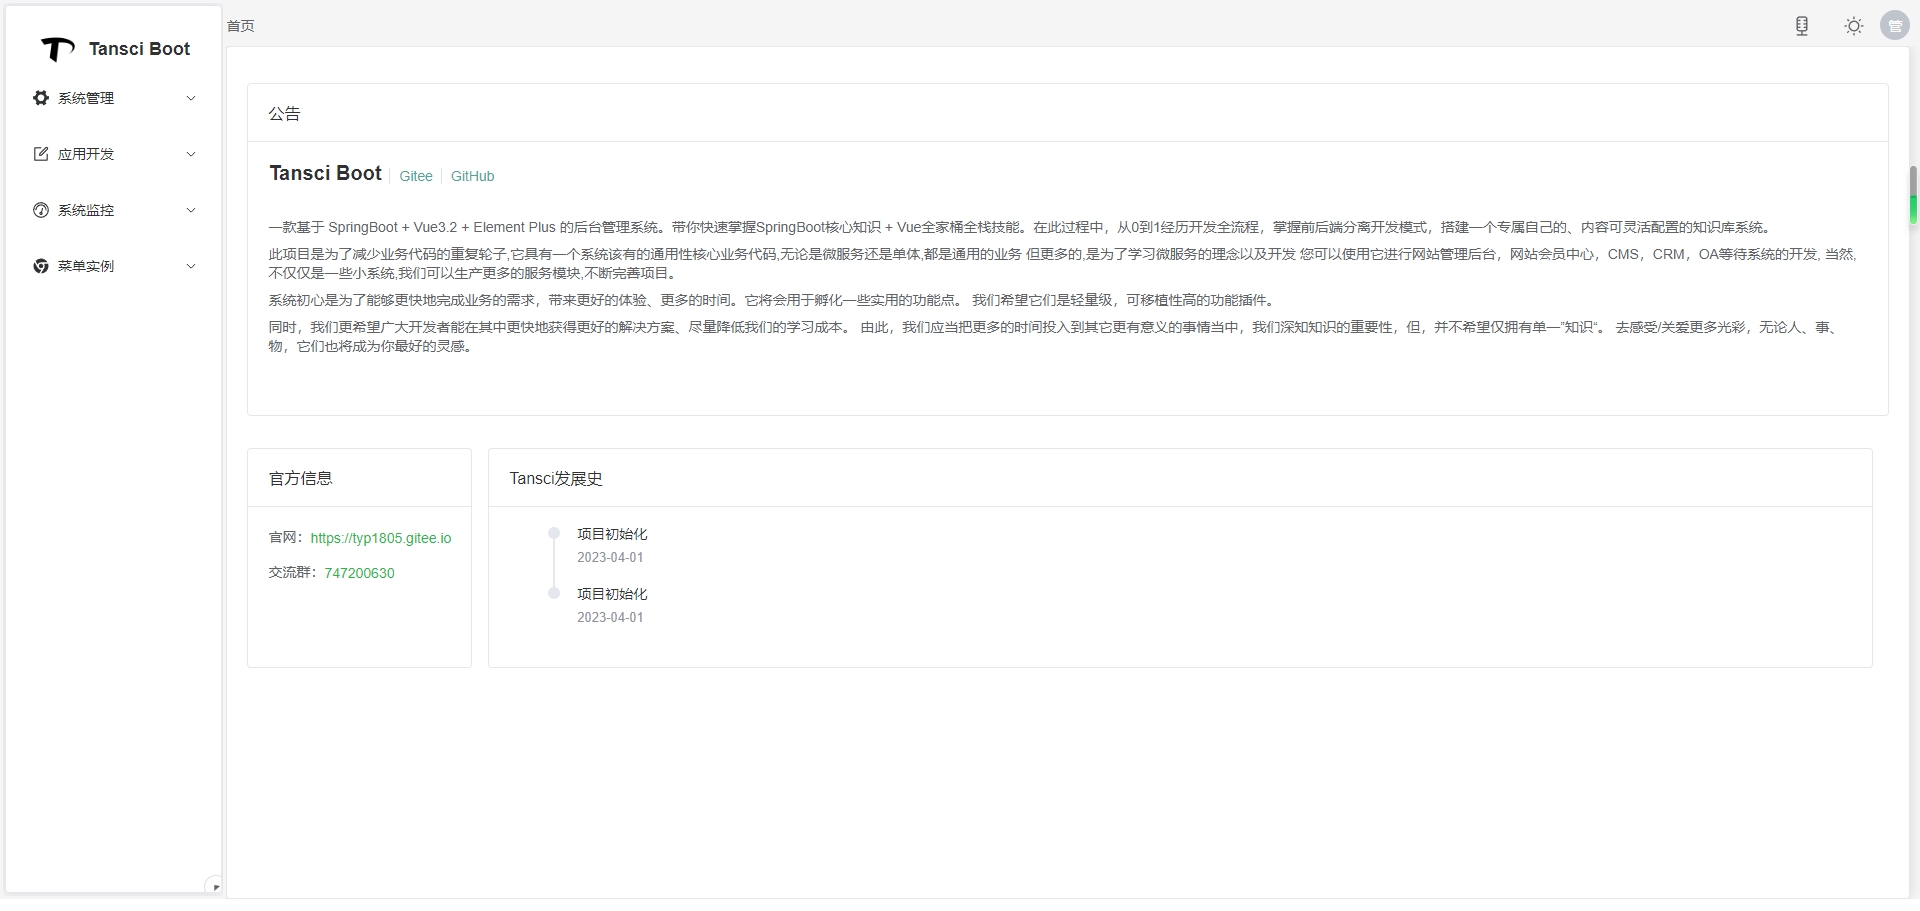 Tansci Boot
系统管理
应用开发
系统监控
菜单实例
首页
管
公告
Tansci Boot Gitee GitHub
一款基于 SpringBoot + Vue3.2 + Element Plus 的后台管理系统。带你快速掌握SpringBoot核心知识 + Vue全家桶全栈技能。在此过程中，从0到1经历开发全流程，掌握前后端分离开发模式，搭建一个专属自己的、内容可灵活配置的知识库系统。
此项目是为了减少业务代码的重复轮子,它具有一个系统该有的通用性核心业务代码,无论是微服务还是单体,都是通用的业务 但更多的,是为了学习微服务的理念以及开发 您可以使用它进行网站管理后台，网站会员中心，CMS，CRM，OA等待系统的开发, 当然,
不仅仅是一些小系统,我们可以生产更多的服务模块,不断完善项目。
系统初心是为了能够更快地完成业务的需求，带来更好的体验、更多的时间。它将会用于孵化一些实用的功能点。 我们希望它们是轻量级，可移植性高的功能插件。
同时，我们更希望广大开发者能在其中更快地获得更好的解决方案、尽量降低我们的学习成本。 由此，我们应当把更多的时间投入到其它更有意义的事情当中，我们深知知识的重要性，但，并不希望仅拥有单一”知识“。 去感受/关爱更多光彩，无论人、事、
物，它们也将成为你最好的灵感。
官方信息
官网：https://typ1805.gitee.io
交流群：747200630
Tansci发展史
项目初始化
2023-04-01
项目初始化
2023-04-01